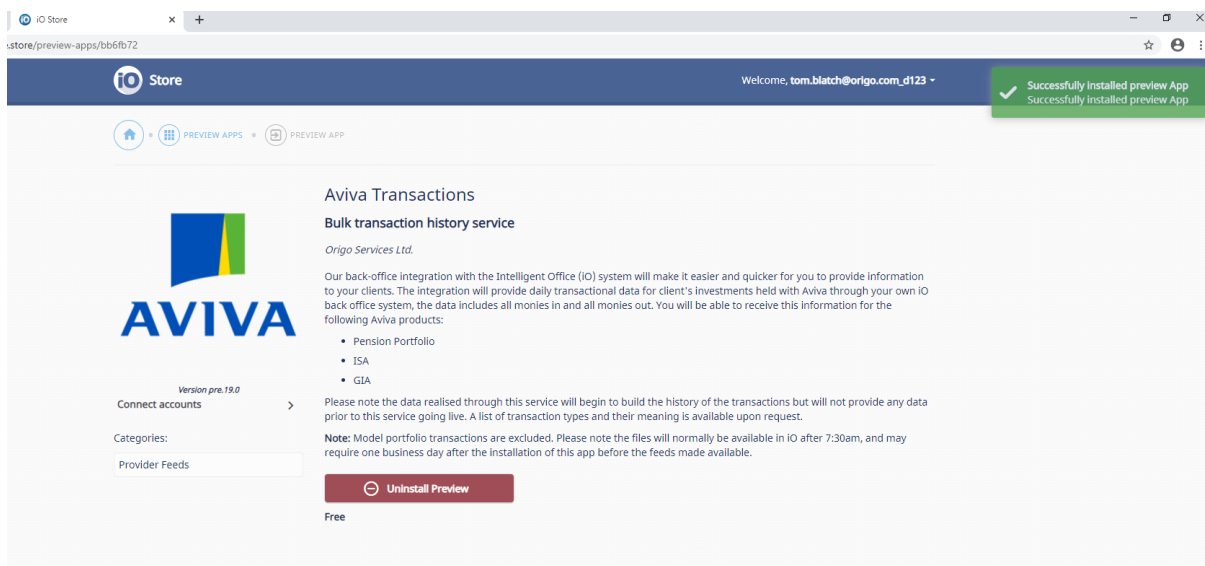 iO Store
.store/preview-apps/bb6fb72
iO Store
Welcome, tom.blatch@origo.com_d123
Successfully installed preview App
Successfully installed preview App
PREVIEW APPS
PREVIEW APP
Aviva Transactions
Bulk transaction history service
Origo Services Ltd.
Our back-office integration with the Intelligent Office (iO) system will make it easier and quicker for you to provide information
to your clients. The integration will provide daily transactional data for client's investments held with Aviva through your own iO
back office system, the data includes all monies in and all monies out. You will be able to receive this information for the
following Aviva products:
Pension Portfolio
ISA
GIA
Please note the data realised through this service will begin to build the history of the transactions but will not provide any data
prior to this service going live. A list of transaction types and their meaning is available upon request.
Note: Model portfolio transactions are excluded. Please note the files will normally be available in iO after 7:30am, and may
require one business day after the installation of this app before the feeds made available.
Uninstall Preview
Free
AVIVA
Version pre.19.0
Connect accounts
Categories:
Provider Feeds